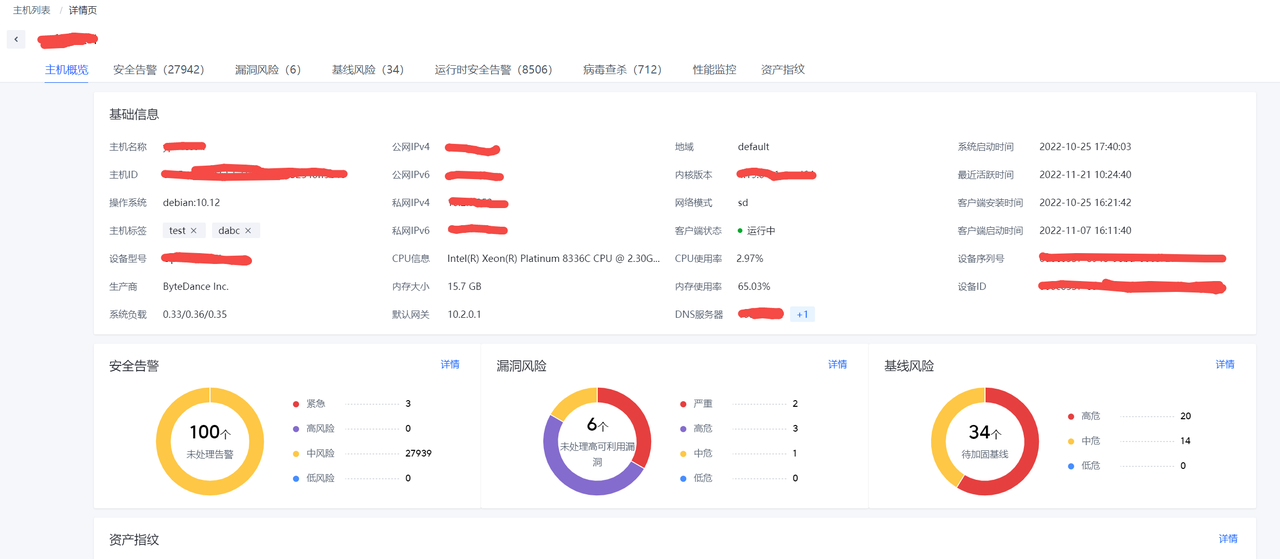 主机列表 / 详情页
主机概览 安全告警（27942） 漏洞风险（6） 基线风险（34） 运行时安全告警（8506） 病毒查杀（712） 性能监控 资产指纹
基础信息
主机名称 公网IPv4 地域 default 系统启动时间 2022-10-25 17:40:03
主机ID 公网IPv6 内核版本 最近活跃时间 2022-11-21 10:24:40
操作系统 debian:10.12 私网IPv4 网络模式 sd 客户端安装时间 2022-10-25 16:21:42
主机标签 test × dabc × 私网IPv6 客户端状态 运行中 客户端启动时间 2022-11-07 16:11:40
设备型号 CPU信息 Intel(R) Xeon(R) Platinum 8336C CPU @ 2.30G... CPU使用率 2.97% 设备序列号
生产商 ByteDance Inc. 内存大小 15.7 GB 内存使用率 65.03% 设备ID
系统负载 0.33/0.36/0.35 默认网关 10.2.0.1 DNS服务器 +1
安全告警 详情
100个
未处理告警
紧急 3
高风险 0
中风险 27939
低风险 0
漏洞风险 详情
6个
未处理高可利用漏
洞
严重 2
高危 3
中危 1
低危 0
基线风险 详情
34个
待加固基线
高危 20
中危 14
低危 0
资产指纹 详情